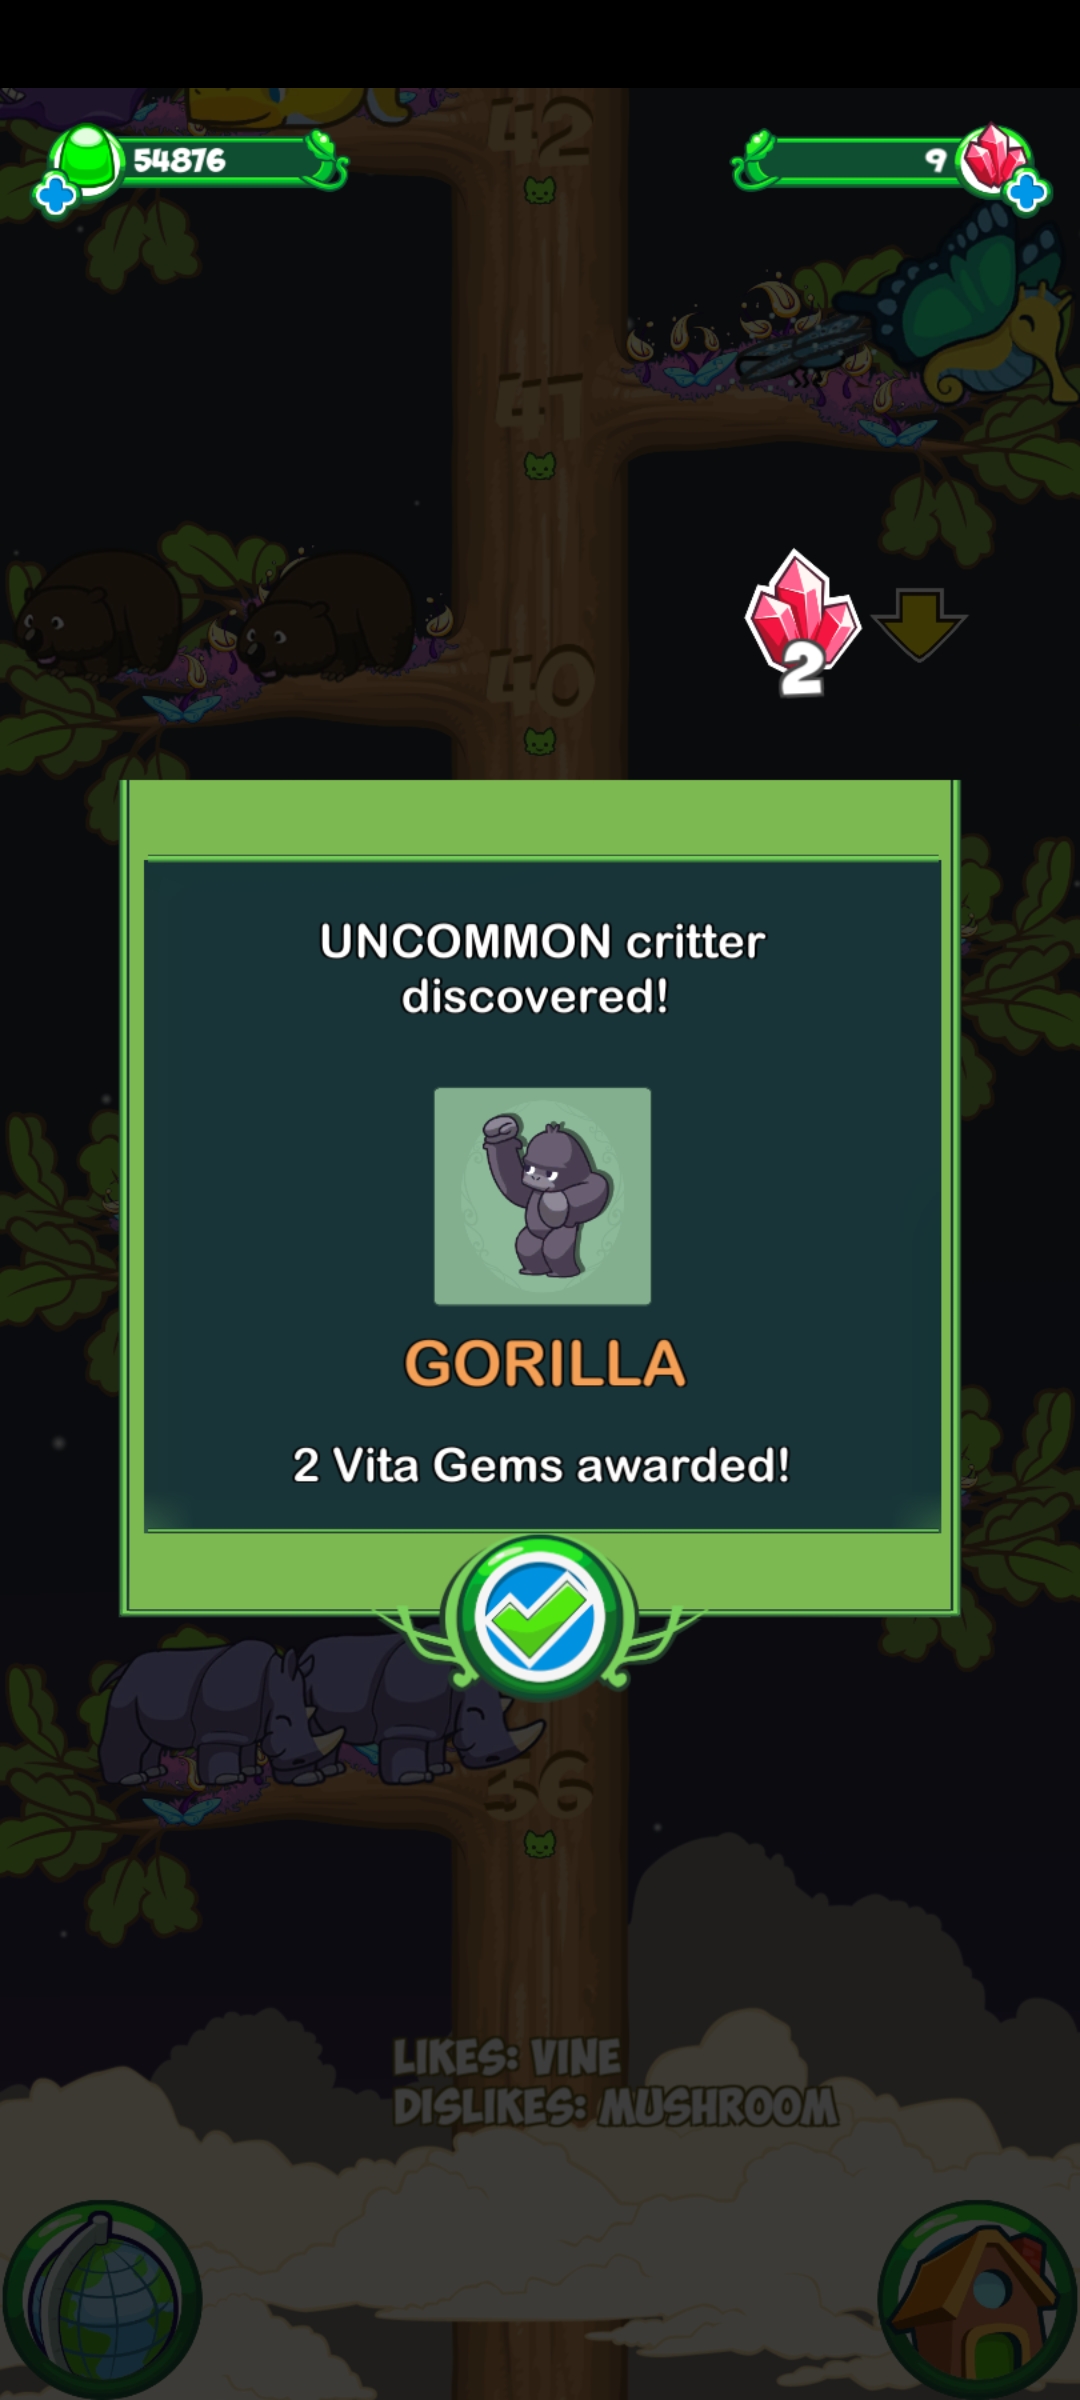 42
54876
9
41
40
2
UNCOMMON critter
discovered!
GORILLA
2 Vita Gems awarded!
36
LIKES: VINE
DISLIKES: MUSHROOM